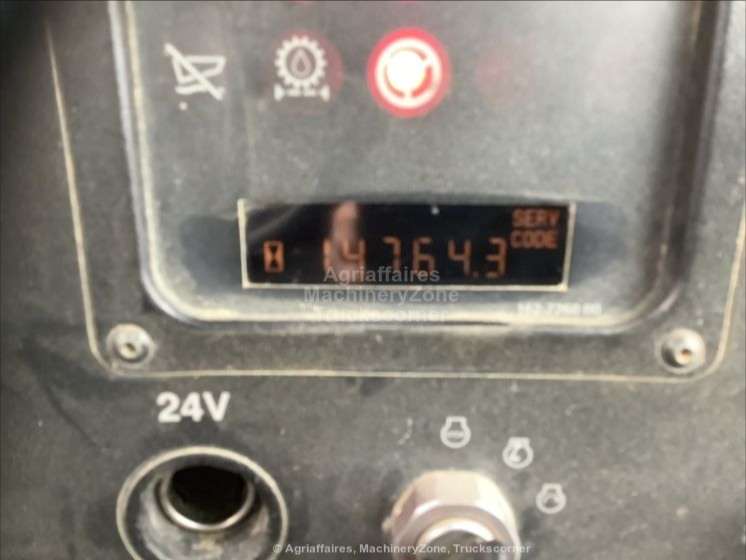 SERV
CODE
14764.3
Agriaffaires
MachineryZone
Truckscorner
24V
© Agriaffaires, MachineryZone, Truckscorner